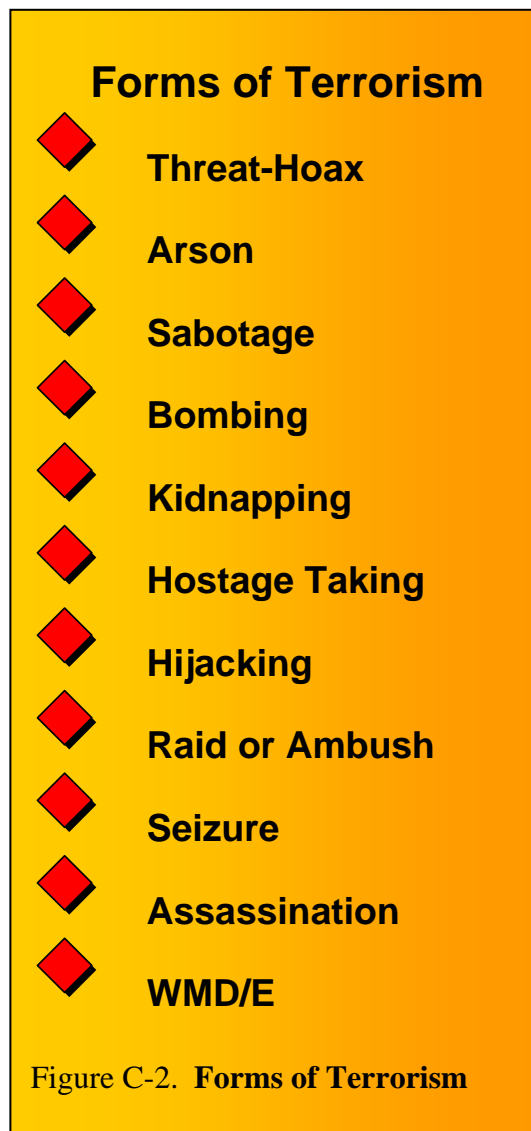 Forms of Terrorism
Threat-Hoax
Arson
Sabotage
Bombing
Kidnapping
Hostage Taking
Hijacking
Raid or Ambush
Seizure
Assassination
WMD/E
Figure C-2. Forms of Terrorism